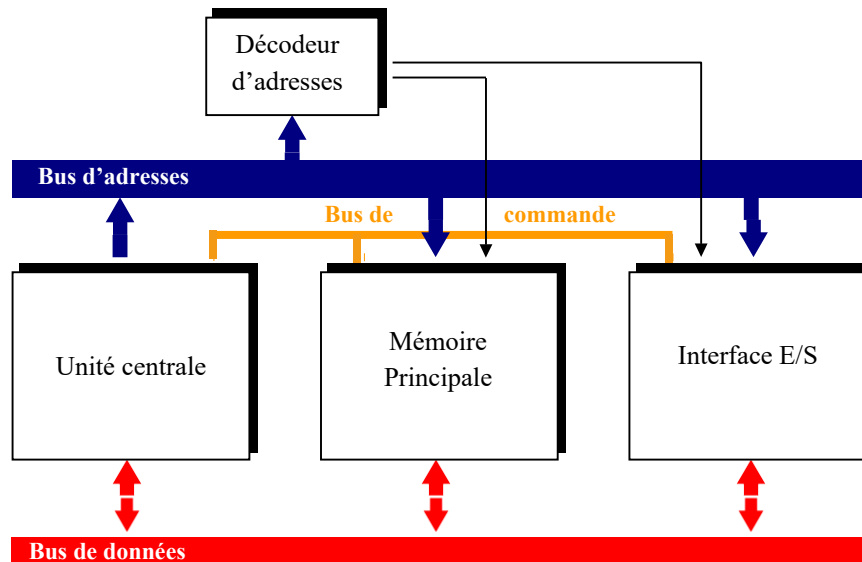 Décodeur
d’adresses
Bus d’adresses
Bus de commande
Unité centrale
Mémoire
Principale
Interface E/S
Bus de données